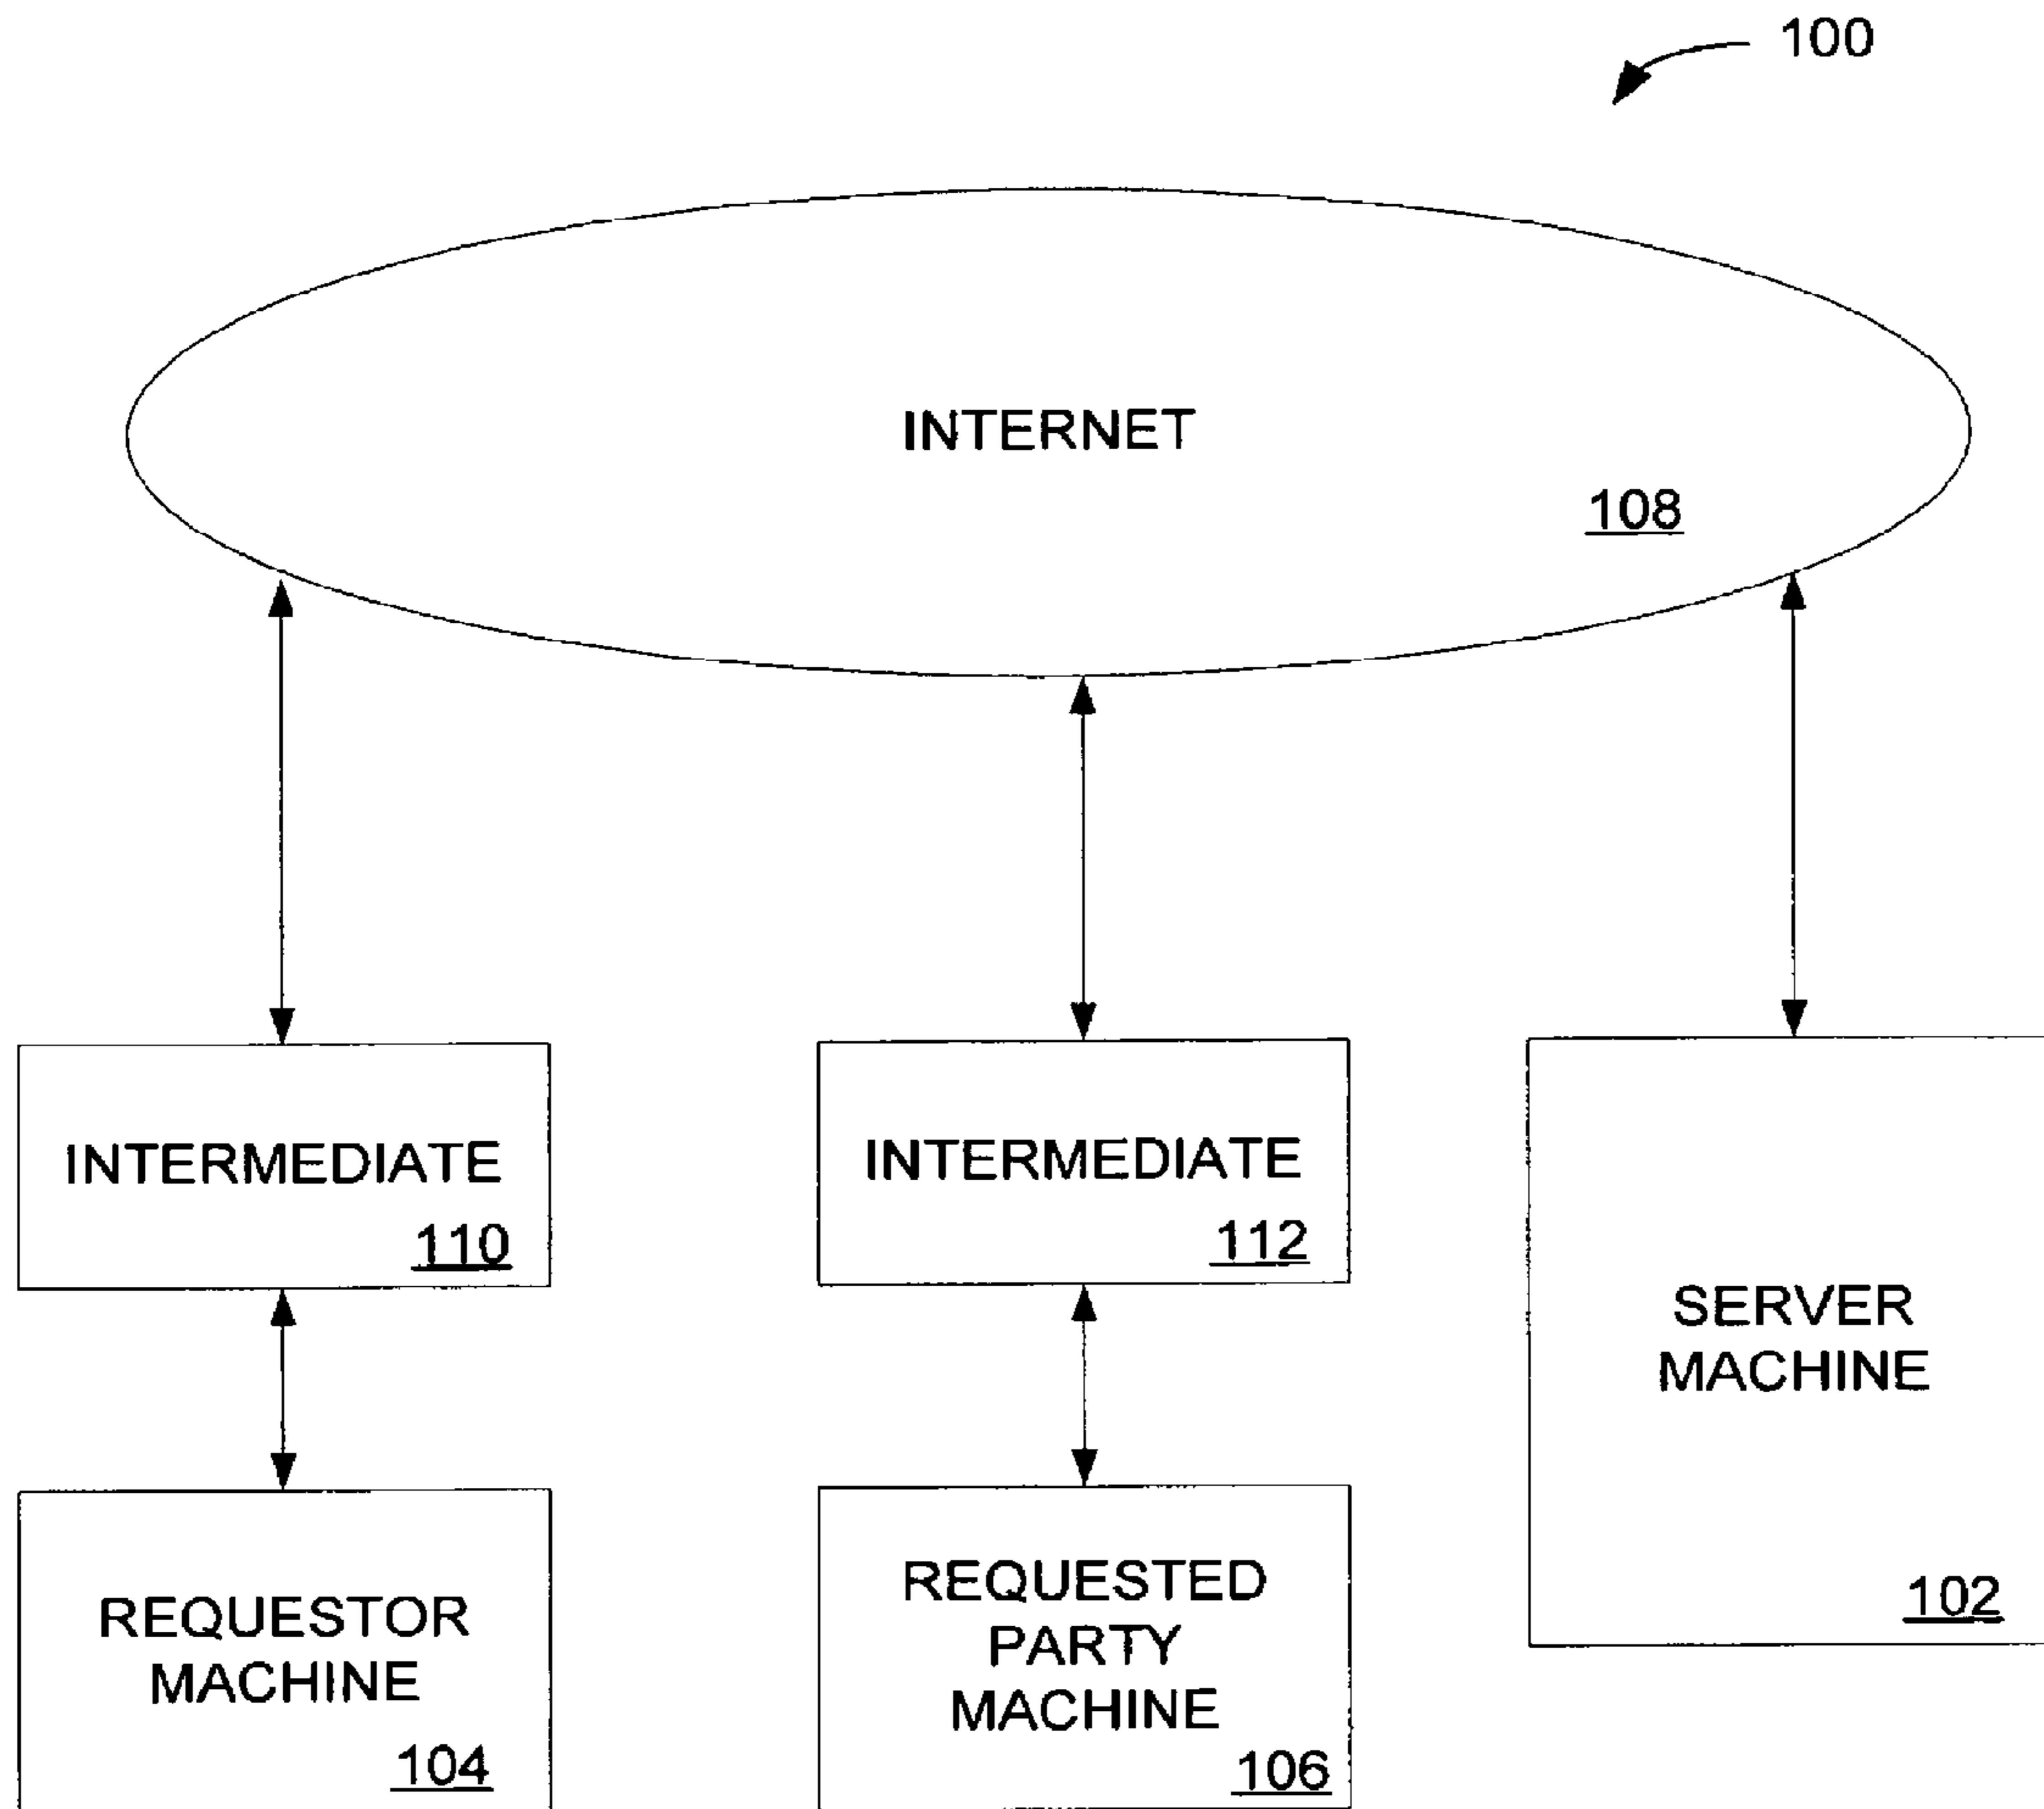 100
INTERNET
108
INTERMEDIATE
110
INTERMEDIATE
112
SERVER
MACHINE
102
REQUESTOR
MACHINE
104
REQUESTED
PARTY
MACHINE
106